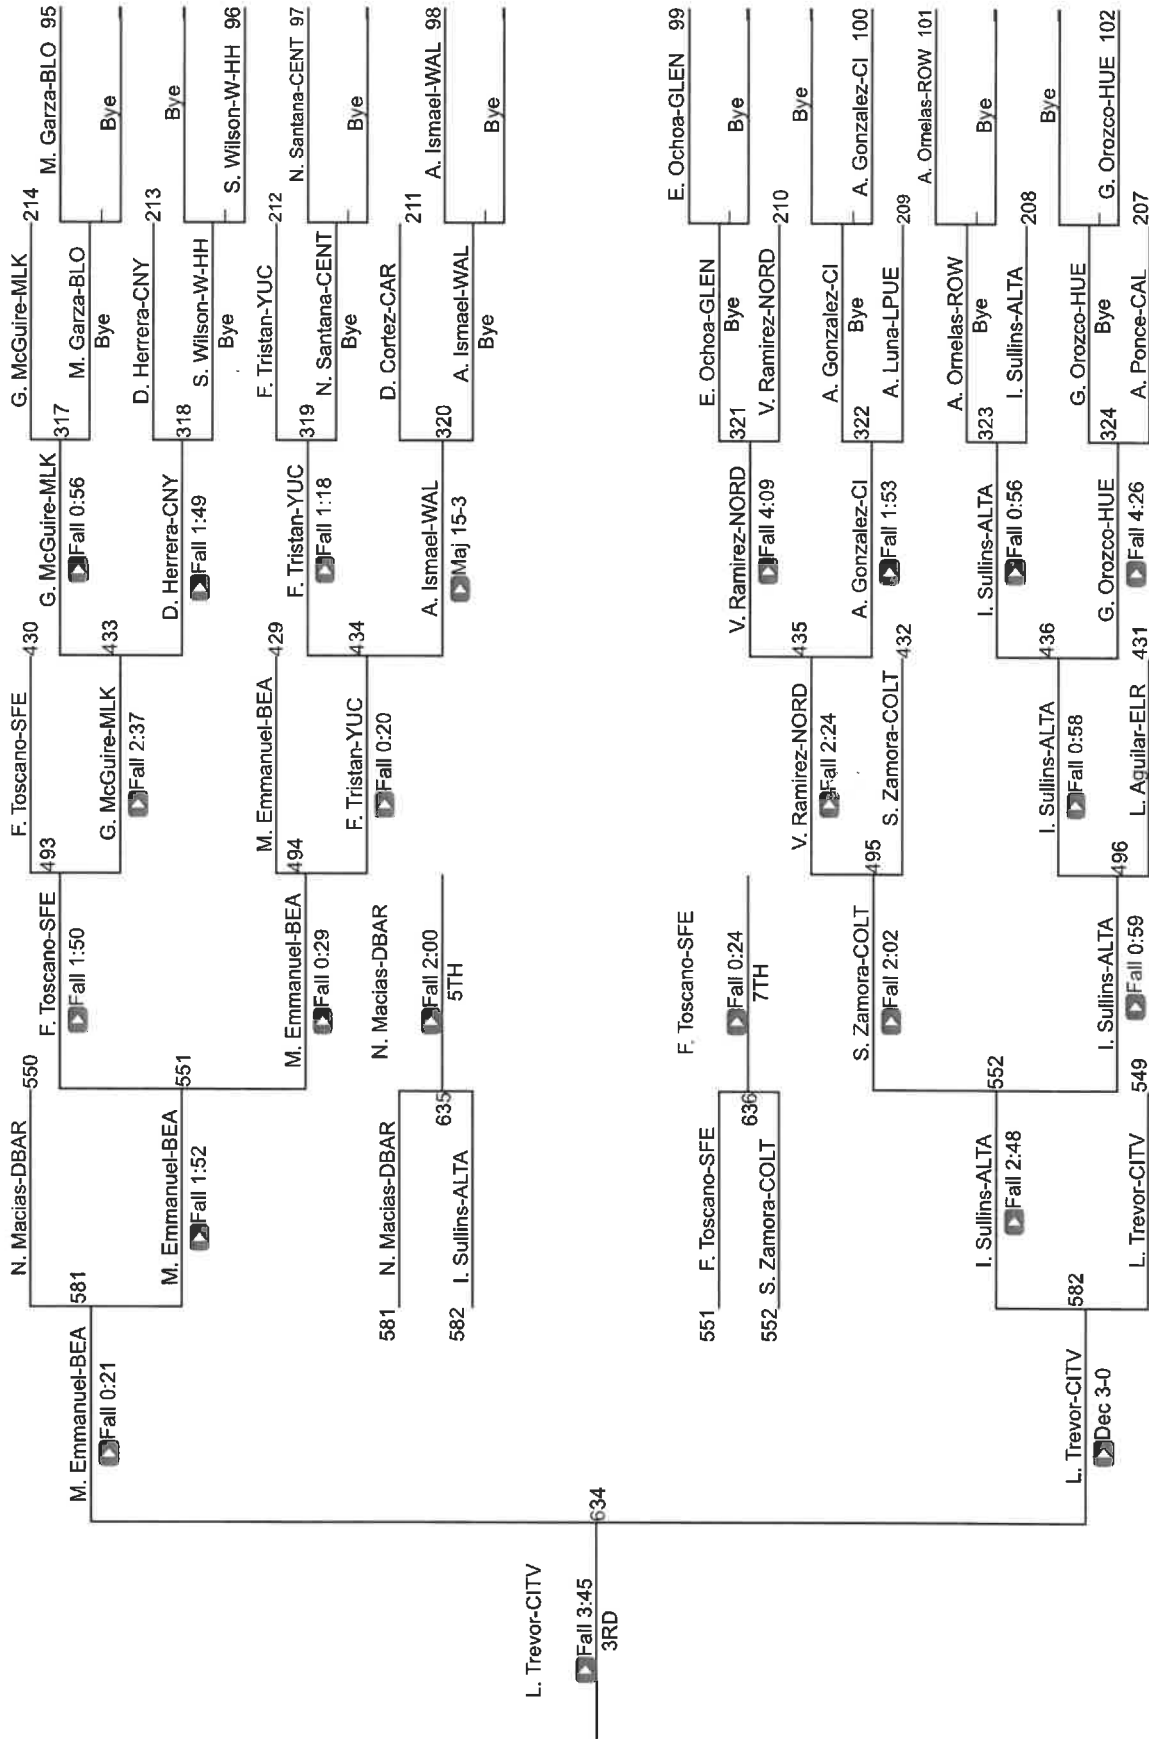 M. Garza-BLO 95
Bye
Bye
S. Wilson-W-HH 96
N. Santana-CENT 97
Bye
A. Ismael-WAL 98
Bye
E. Ochoa-GLEN 99
Bye
Bye
A. Gonzalez-CI 100
A. Ornelas-ROW 101
Bye
Bye
G. Orozco-HUE 102
G. McGuire-MLK 214
M. Garza-BLO
Bye
D. Herrera-CNY 213
S. Wilson-W-HH
Bye
F. Tristan-YUC 212
N. Santana-CENT
Bye
D. Cortez-CAR 211
A. Ismael-WAL
Bye
E. Ochoa-GLEN
Bye
V. Ramirez-NORD 210
A. Gonzalez-CI
Bye
A. Luna-LPUE 209
A. Ornelas-ROW
Bye
I. Sullins-ALTA 208
G. Orozco-HUE
Bye
A. Ponce-CAL 207
G. McGuire-MLK 317
Fall 0:56
D. Herrera-CNY 318
Fall 1:49
F. Tristan-YUC 319
Fall 1:18
A. Ismael-WAL 320
Maj 15-3
V. Ramirez-NORD 321
Fall 4:09
A. Gonzalez-CI 322
Fall 1:53
I. Sullins-ALTA 323
Fall 0:56
G. Orozco-HUE 324
Fall 4:26
F. Toscano-SFE 430
G. McGuire-MLK 433
Fall 2:37
M. Emmanuel-BEA 429
F. Tristan-YUC 434
Fall 0:20
V. Ramirez-NORD 435
Fall 2:24
S. Zamora-COLT 432
I. Sullins-ALTA 436
Fall 0:58
L. Aguilar-ELR 431
F. Toscano-SFE 493
Fall 1:50
M. Emmanuel-BEA 494
Fall 0:29
N. Macias-DBAR
Fall 2:00
5TH
F. Toscano-SFE
Fall 0:24
7TH
S. Zamora-COLT 495
Fall 2:02
I. Sullins-ALTA 496
Fall 0:59
N. Macias-DBAR 550
M. Emmanuel-BEA 551
Fall 1:52
581 N. Macias-DBAR
635
582 I. Sullins-ALTA
551 F. Toscano-SFE
636
552 S. Zamora-COLT
I. Sullins-ALTA 552
Fall 2:48
L. Trevor-CITV 549
M. Emmanuel-BEA 581
Fall 0:21
L. Trevor-CITV 582
Dec 3-0
L. Trevor-CITV 634
Fall 3:45
3RD